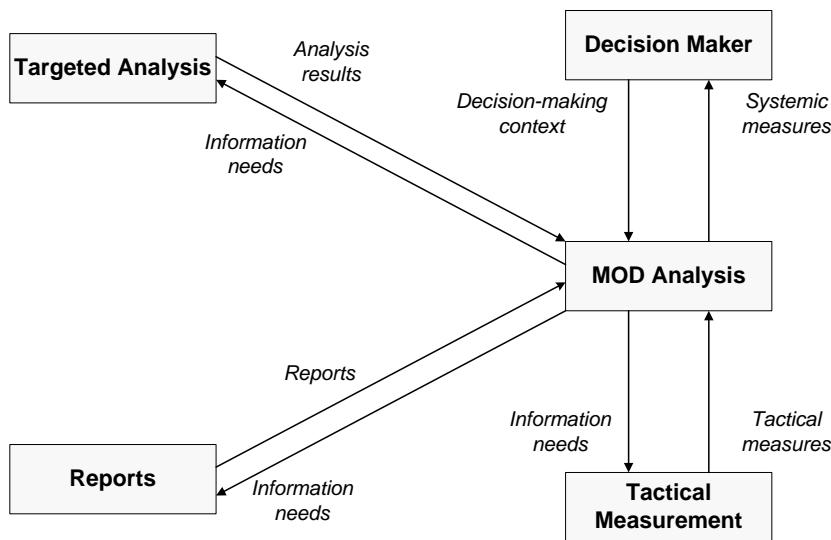 Targeted Analysis
Analysis
results
Information
needs
Decision Maker
Decision-making
context
Systemic
measures
MOD Analysis
Reports
Information
needs
Reports
Information
needs
Tactical
measures
Tactical
Measurement